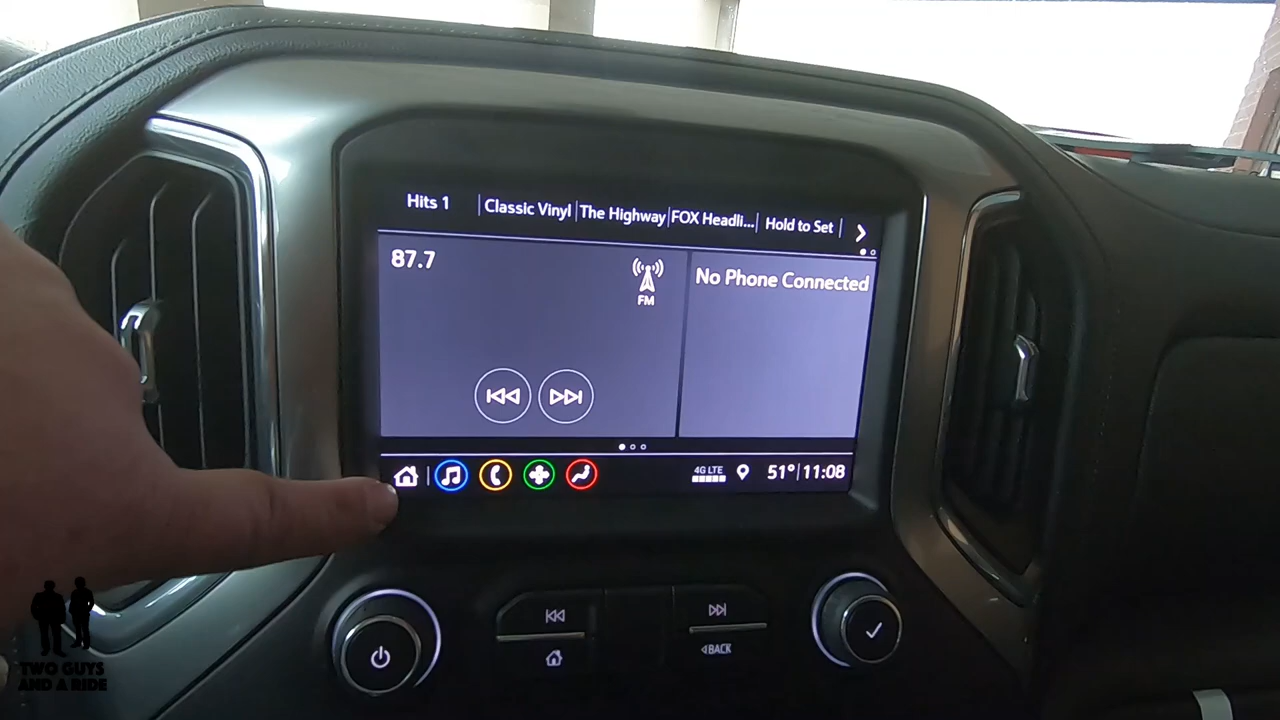 Hits 1
Classic Vinyl
The Highway
FOX Headli...
Hold to Set
87.7
FM
No Phone Connected
4G LTE
51° 11:08
BACK
TWO GUYS
AND A RIDE